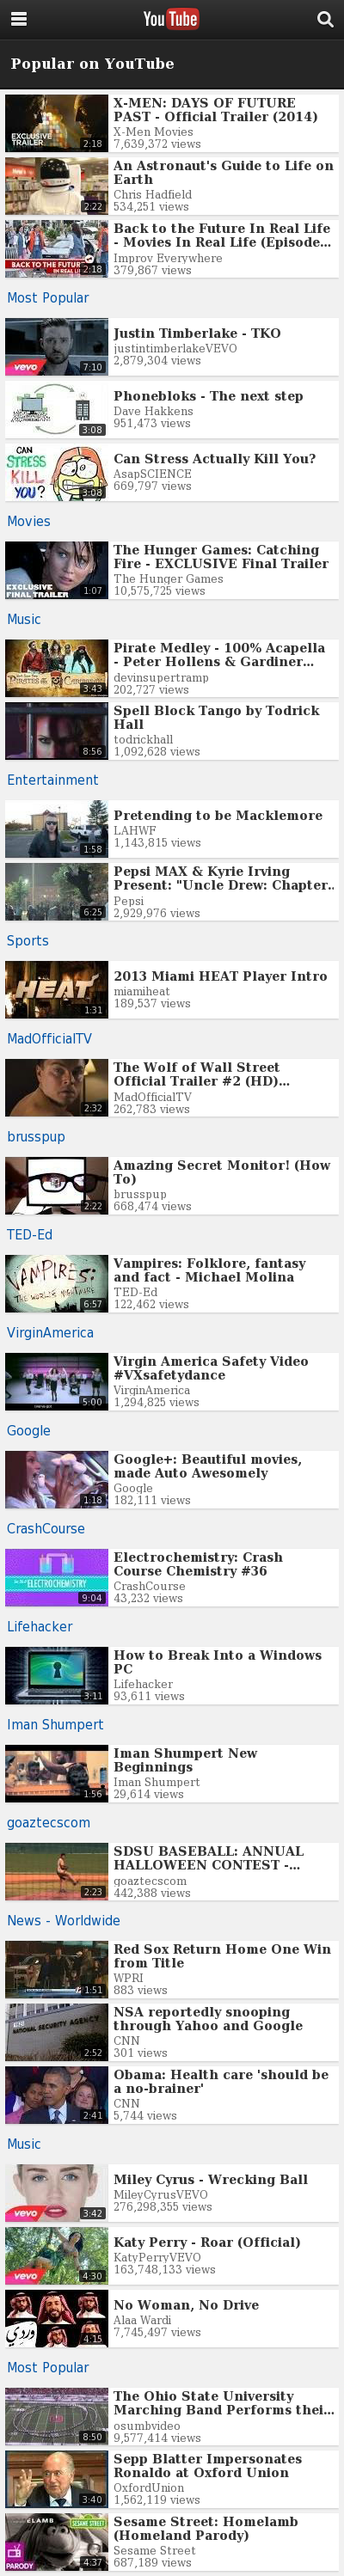 YouTube
Popular on YouTube
EXCLUSIVE
TRAILER
2:18
X-MEN: DAYS OF FUTURE
PAST - Official Trailer (2014)
X-Men Movies
7,639,372 views
2:22
An Astronaut's Guide to Life on
Earth
Chris Hadfield
534,251 views
BACK TO THE FUTURE
2:18
Back to the Future In Real Life
- Movies In Real Life (Episode...
Improv Everywhere
379,867 views
Most Popular
vevo
7:10
Justin Timberlake - TKO
justintimberlakeVEVO
2,879,304 views
3:08
Phonebloks - The next step
Dave Hakkens
951,473 views
CAN
STRESS
KILL
YOU?
3:08
Can Stress Actually Kill You?
AsapSCIENCE
669,797 views
Movies
EXCLUSIVE
FINAL TRAILER
1:07
The Hunger Games: Catching
Fire - EXCLUSIVE Final Trailer
The Hunger Games
10,575,725 views
Music
3:43
Pirate Medley - 100% Acapella
- Peter Hollens & Gardiner...
devinsupertramp
202,727 views
8:56
Spell Block Tango by Todrick
Hall
todrickhall
1,092,628 views
Entertainment
1:58
Pretending to be Macklemore
LAHWF
1,143,815 views
6:25
Pepsi MAX & Kyrie Irving
Present: "Uncle Drew: Chapter..
Pepsi
2,929,976 views
Sports
HEAT
1:31
2013 Miami HEAT Player Intro
miamiheat
189,537 views
MadOfficialTV
2:32
The Wolf of Wall Street
Official Trailer #2 (HD)...
MadOfficialTV
262,783 views
brusspup
2:22
Amazing Secret Monitor! (How
To)
brusspup
668,474 views
TED-Ed
VAMPIRES:
THE WORLD'S NIGHTMARE
6:57
Vampires: Folklore, fantasy
and fact - Michael Molina
TED-Ed
122,462 views
VirginAmerica
5:00
Virgin America Safety Video
#VXsafetydance
VirginAmerica
1,294,825 views
Google
1:18
Google+: Beautiful movies,
made Auto Awesomely
Google
182,111 views
CrashCourse
ELECTROCHEMISTRY
9:04
Electrochemistry: Crash
Course Chemistry #36
CrashCourse
43,232 views
Lifehacker
3:11
How to Break Into a Windows
PC
Lifehacker
93,611 views
Iman Shumpert
1:56
Iman Shumpert New
Beginnings
Iman Shumpert
29,614 views
goaztecscom
2:23
SDSU BASEBALL: ANNUAL
HALLOWEEN CONTEST -...
goaztecscom
442,388 views
News - Worldwide
1:51
Red Sox Return Home One Win
from Title
WPRI
883 views
NATIONAL SECURITY AGENCY
2:52
NSA reportedly snooping
through Yahoo and Google
CNN
301 views
2:41
Obama: Health care 'should be
a no-brainer'
CNN
5,744 views
Music
vevo
3:42
Miley Cyrus - Wrecking Ball
MileyCyrusVEVO
276,298,355 views
vevo
4:30
Katy Perry - Roar (Official)
KatyPerryVEVO
163,748,133 views
4:15
No Woman, No Drive
Alaa Wardi
7,745,497 views
Most Popular
8:50
The Ohio State University
Marching Band Performs thei...
osumbvideo
9,577,414 views
3:40
Sepp Blatter Impersonates
Ronaldo at Oxford Union
OxfordUnion
1,562,119 views
SESAME STREET
PARODY
4:37
Sesame Street: Homelamb
(Homeland Parody)
Sesame Street
687,189 views